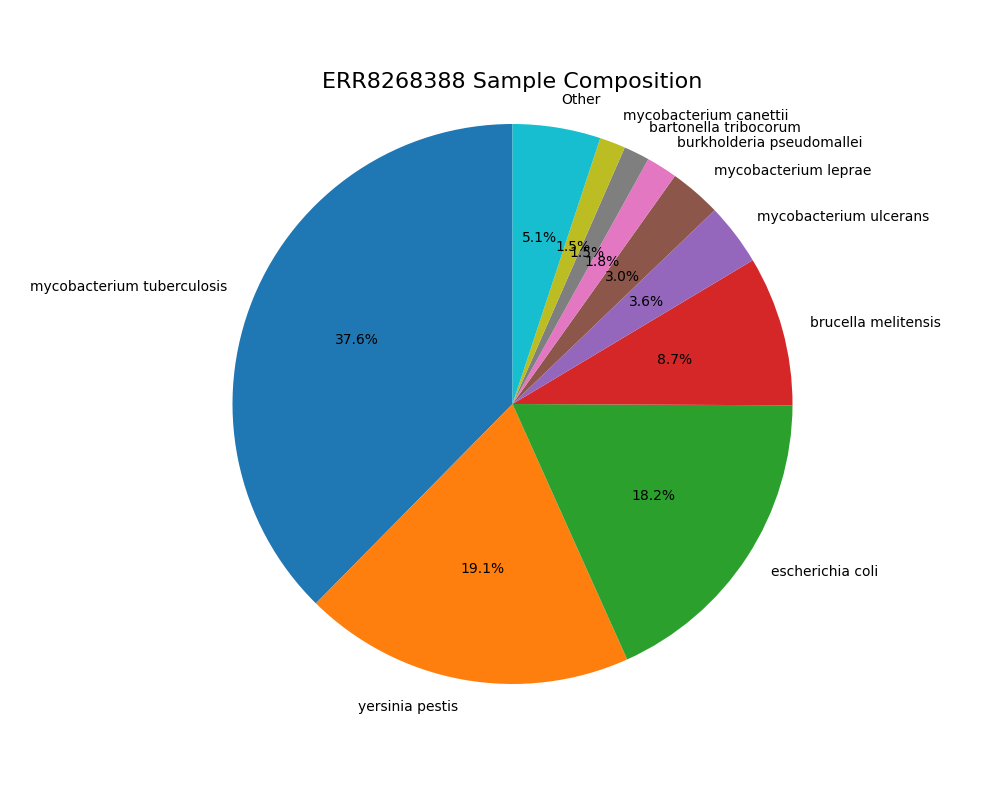 ERR8268388 Sample Composition
Other
mycobacterium canettii
bartonella tribocorum
burkholderia pseudomallei
mycobacterium leprae
mycobacterium ulcerans
5.1%
1.5%
1.5%
1.8%
3.0%
mycobacterium tuberculosis
3.6%
brucella melitensis
37.6%
8.7%
18.2%
19.1%
escherichia coli
yersinia pestis